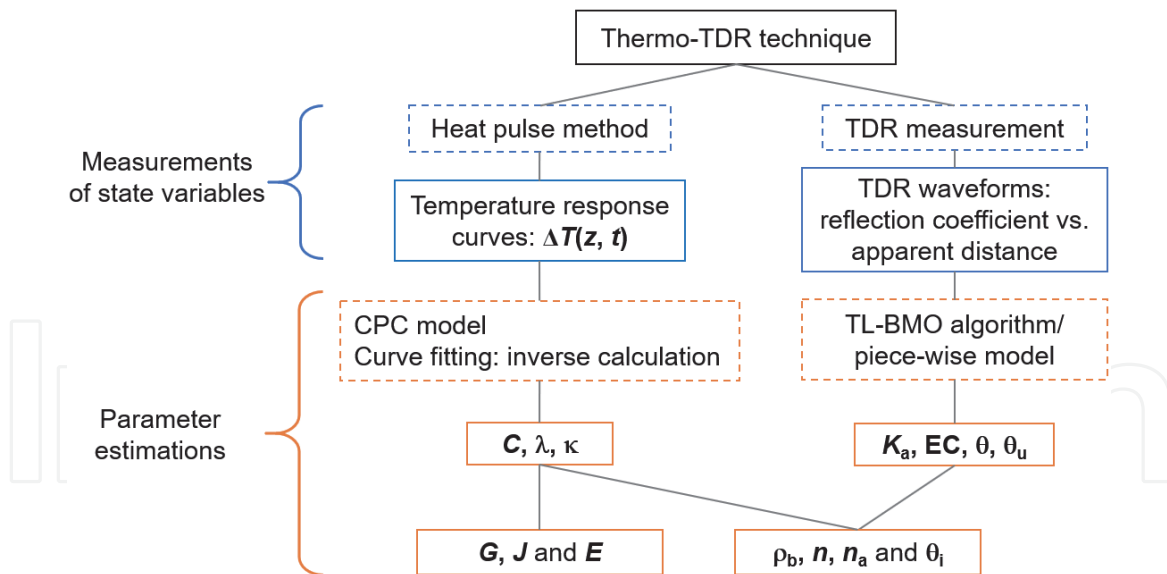 Thermo-TDR technique
Measurements
of state variables
Heat pulse method
TDR measurement
Temperature response
curves: ΔT(z, t)
TDR waveforms:
reflection coefficient vs.
apparent distance
Parameter
estimations
CPC model
Curve fitting: inverse calculation
TL-BMO algorithm/
piece-wise model
C, λ, κ
Kₐ, EC, θ, θᵤ
G, J and E
ρb, n, nₐ and θᵢ